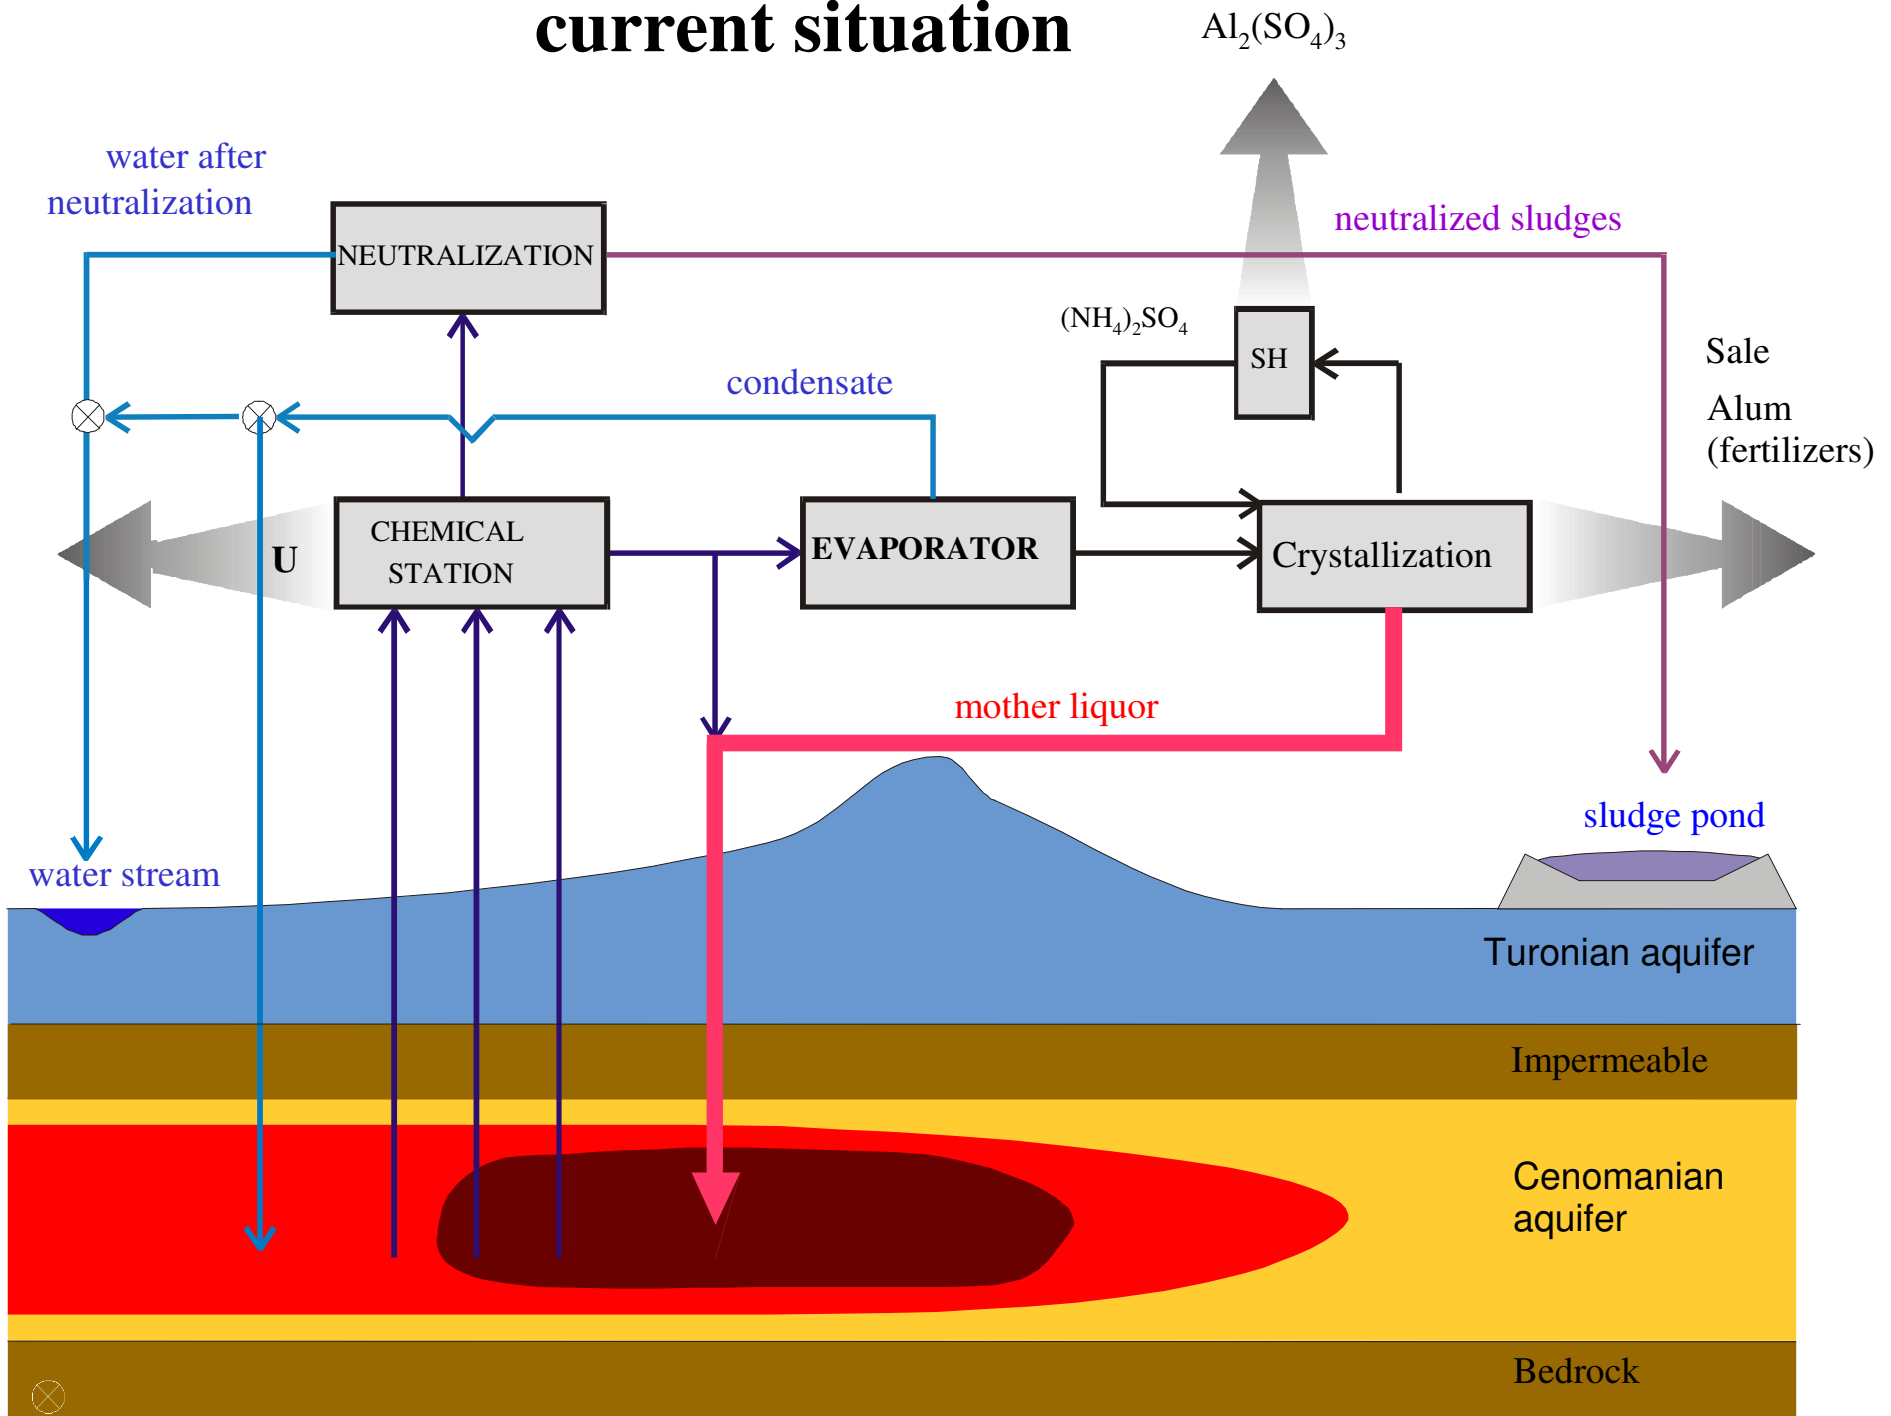 current situation
Al₂(SO₄)₃
water after
neutralization
NEUTRALIZATION
neutralized sludges
(NH₄)₂SO₄
SH
Sale
Alum
(fertilizers)
condensate
U
CHEMICAL
STATION
EVAPORATOR
Crystallization
mother liquor
sludge pond
water stream
Turonian aquifer
Impermeable
Cenomanian
aquifer
Bedrock